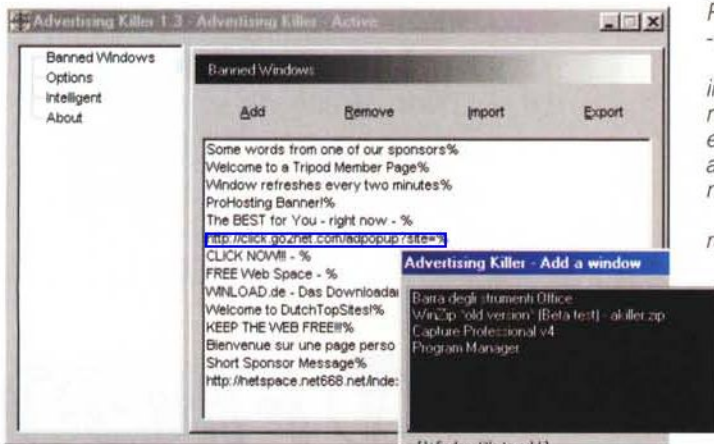 Advertising Killer 1.3 - Advertising Killer - Active
Banned Windows
Options
Intelligent
About
Banned Windows
Add Remove Import Export
Some words from one of our sponsors%
Welcome to a Tripod Member Page%
Window refreshes every two minutes%
ProHosting Banner!%
The BEST for You - right now - %
http://click.go2net.com/adpopup?site=%
CLICK NOW!!! - %
FREE Web Space - %
WINLOAD.de - Das Downloadar
Welcome to DutchTopSites!%
KEEP THE WEB FREE!!!%
Bienvenue sur une page perso
Short Sponsor Message%
http://netspace.net668.net/inde
Advertising Killer - Add a window
Barra degli strumenti Office
WinZip "old version" (Beta test) - akiller.zip
Capture Professional v4
Program Manager